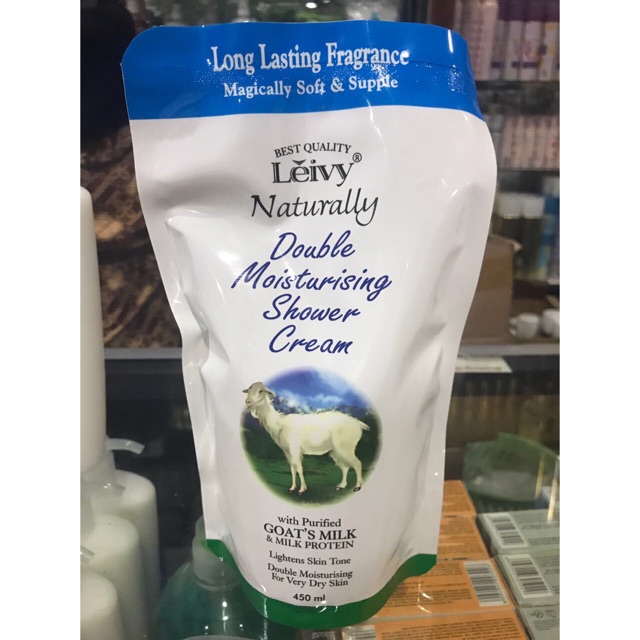 Long Lasting Fragrance
Magically Soft & Supple
BEST QUALITY
Lěivy®
Naturally
Double
Moisturising
Shower
Cream
with Purified
GOAT'S MILK
& MILK PROTEIN
Lightens Skin Tone
Double Moisturising
For Very Dry Skin
450 ml